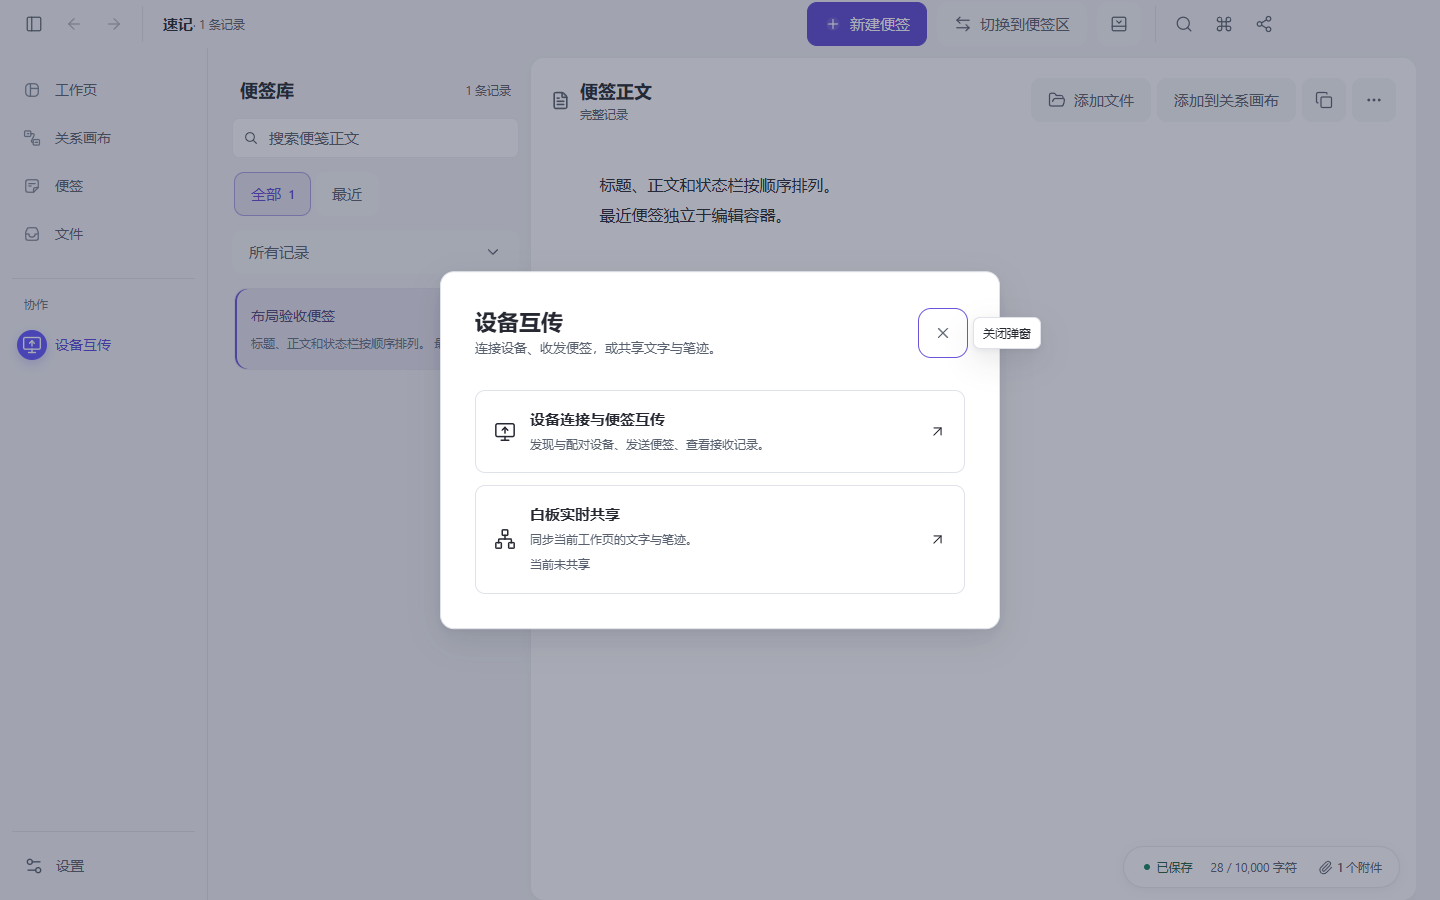 速记 · 1 条记录
新建便签
切换到便签区
工作页
关系画布
便签
文件
协作
设备互传
设置
便签库
1 条记录
搜索便笺正文
全部 1
最近
所有记录
布局验收便签
标题、正文和状态栏按顺序排列。
便签正文
完整记录
添加文件
添加到关系画布
标题、正文和状态栏按顺序排列。
最近便签独立于编辑容器。
设备互传
连接设备、收发便签，或共享文字与笔迹。
关闭弹窗
设备连接与便签互传
发现与配对设备、发送便签、查看接收记录。
白板实时共享
同步当前工作页的文字与笔迹。
当前未共享
已保存
28 / 10,000 字符
1 个附件